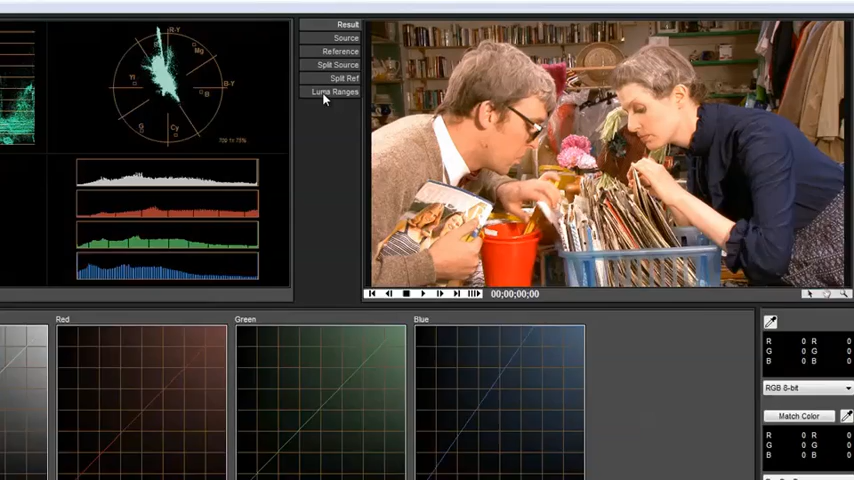 R-Y
Mg
Yl
B-Y
B
G
Cy
Result
Source
Reference
Split Source
Split Ref
Luma Ranges
00;00;00;00
Red
Green
Blue
R 0 R 0
G 0 G 0
B 0 B 0
RGB 8-bit
Match Color
R 0 R 0
G 0 G 0
B 0 B 0